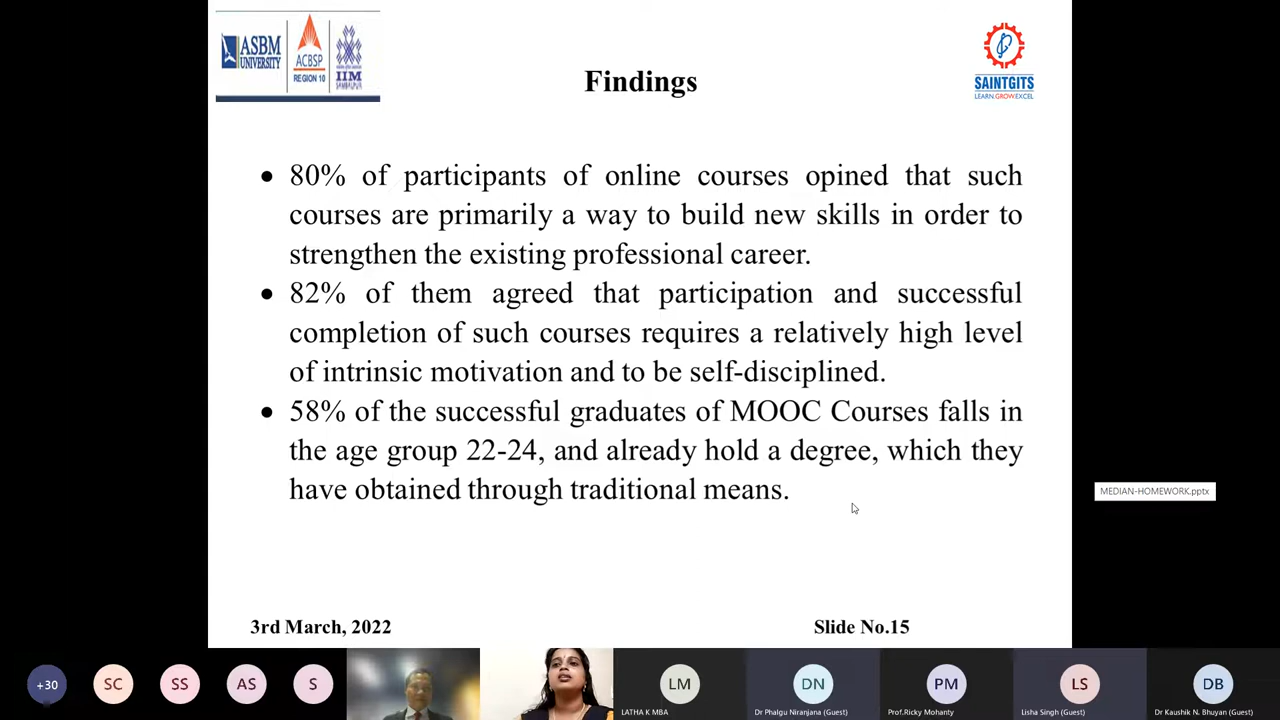 ASBM
UNIVERSITY
ACBSP
REGION 10
IIM
SAMBALPUR
Findings
SAINTGITS
LEARN.GROW.EXCEL
• 80% of participants of online courses opined that such
courses are primarily a way to build new skills in order to
strengthen the existing professional career.
• 82% of them agreed that participation and successful
completion of such courses requires a relatively high level
of intrinsic motivation and to be self-disciplined.
• 58% of the successful graduates of MOOC Courses falls in
the age group 22-24, and already hold a degree, which they
have obtained through traditional means.
MEDIAN-HOMEWORK.pptx
3rd March, 2022
Slide No.15
+30
SC
SS
AS
S
LM
DN
PM
LS
DB
LATHA K MBA
Dr Phalgu Niranjana (Guest)
Prof.Ricky Mohanty
Lisha Singh (Guest)
Dr Kaushik N. Bhuyan (Guest)